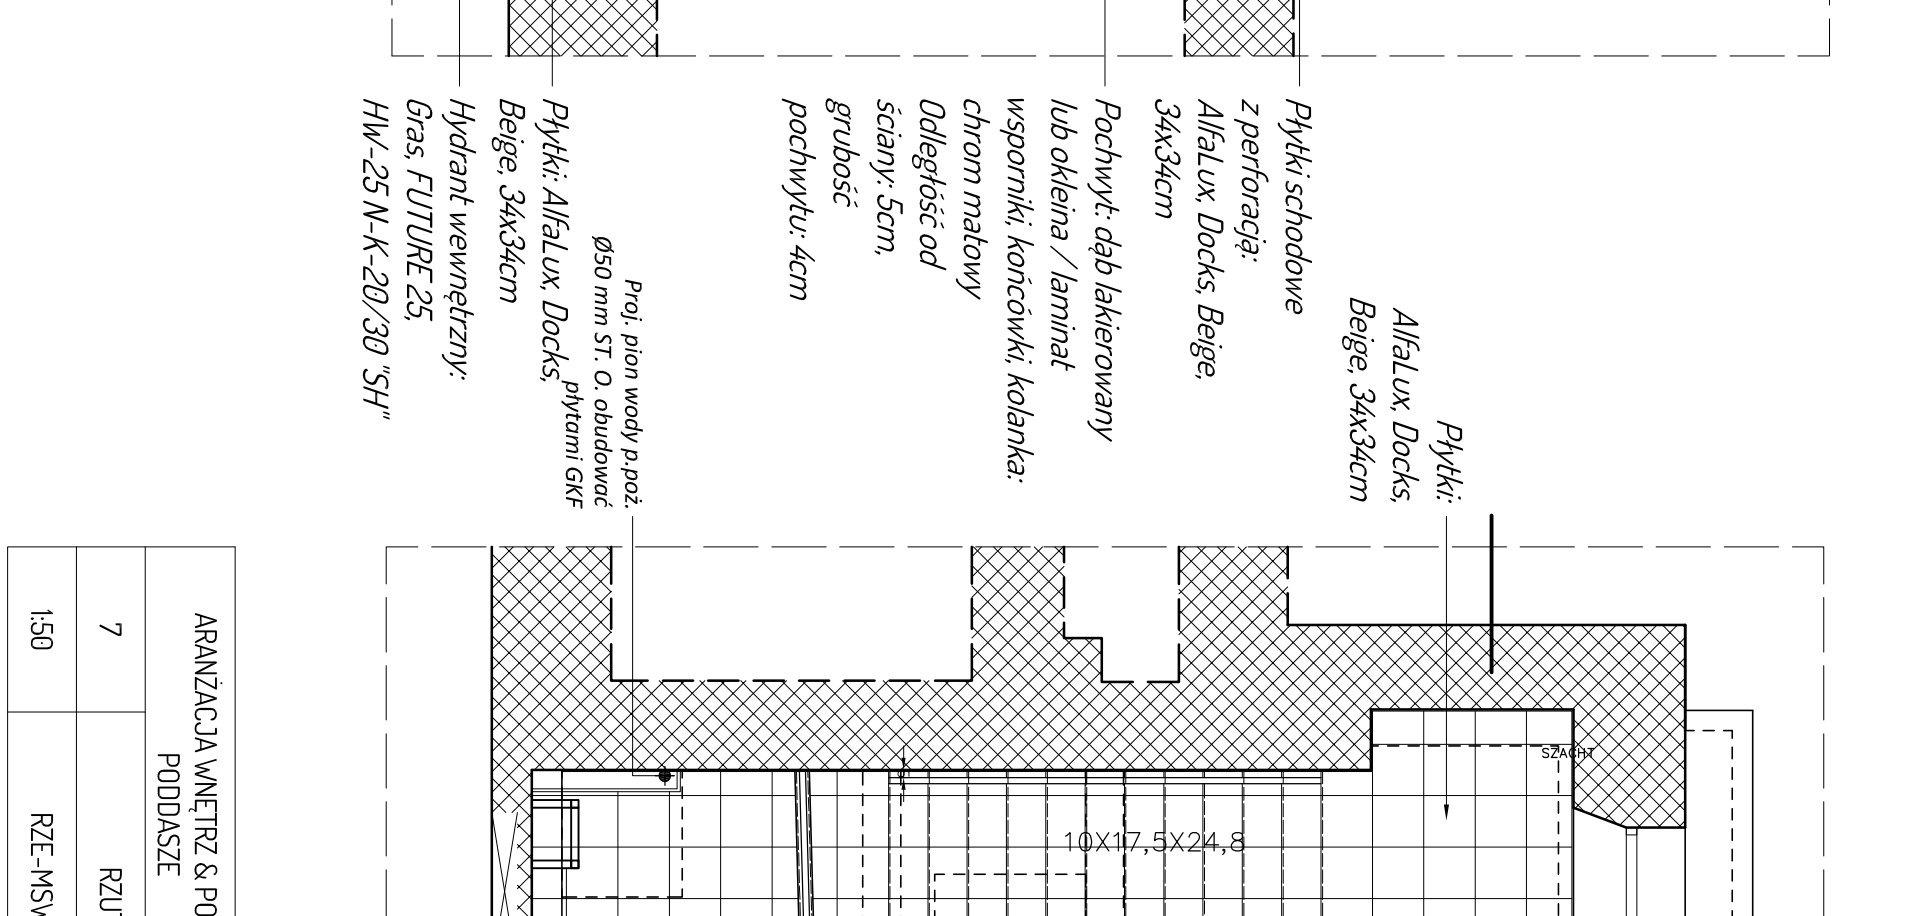 Płytki schodowe
z perforacją:
AlfaLux, Docks, Beige,
34x34cm
Pochwyt: dąb lakierowany
lub okleina / laminat
wsporniki, końcówki, kolanka:
chrom matowy
Odległość od
ściany: 5cm,
grubość
pochwytu: 4cm
Płytki: AlfaLux, Docks,
Beige, 34x34cm
Hydrant wewnętrzny:
Gras, FUTURE 25,
HW-25 N-K-20/30 "SH"
Płytki:
AlfaLux, Docks,
Beige, 34x34cm
Proj. pion wody p.poż.
Ø50 mm ST. O. obudować
płytami GKF
SZACHT
10X17,5X24,8
ARANŻACJA WNĘTRZ & PO
PODDASZE
7
RZUT
1:50
RZE-MSW